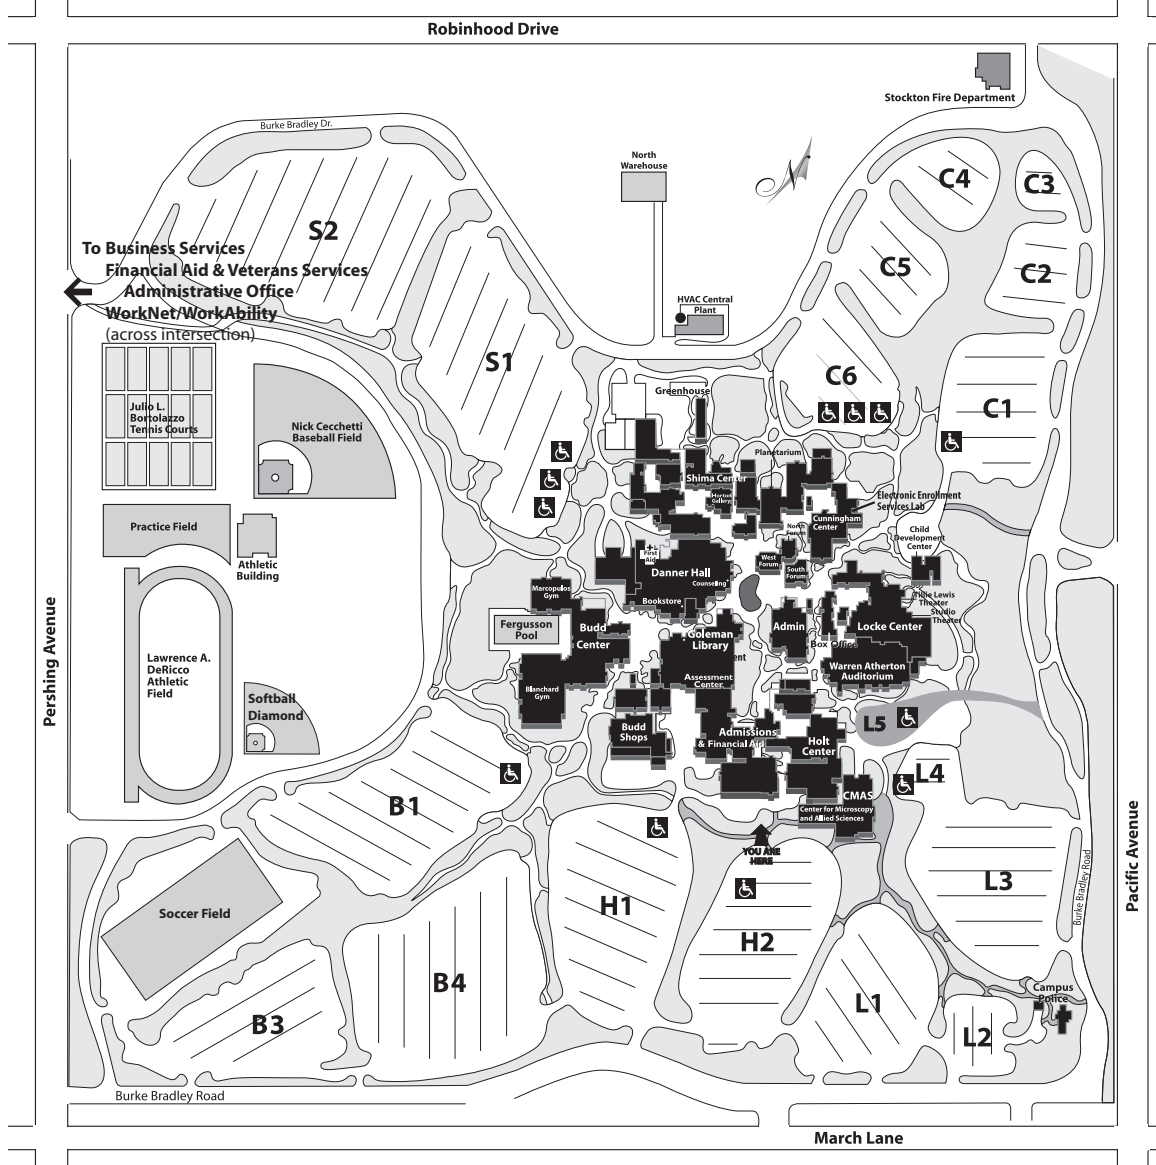 Robinhood Drive
Stockton Fire Department
Burke Bradley Dr.
North
Warehouse
N
C4
C3
S2
To Business Services
Financial Aid & Veterans Services
Administrative Office
WorkNet/WorkAbility
(across intersection)
C5
C2
HVAC Central
Plant
S1
C6
Greenhouse
C1
Julio L.
Bortolazzo
Tennis Courts
Nick Cecchetti
Baseball Field
Planetarium
Shima Center
Horton
Gallery
Electronic Enrollment
Services Lab
Cunningham
Center
North
Forum
Child
Development
Center
Practice Field
Athletic
Building
First
Aid
Danner Hall
Counseling
Bookstore
West
Forum
South
Forum
Marcopulos
Gym
Tillie Lewis
Theater
Studio
Theater
Fergusson
Pool
Budd
Center
Goleman
Library
ent
Admin
Locke Center
Box Office
Warren Atherton
Auditorium
Assessment
Center
Pershing Avenue
Lawrence A.
DeRicco
Athletic
Field
Softball
Diamond
Blanchard
Gym
Budd
Shops
Admissions
& Financial Aid
Holt
Center
L5
L4
CMAS
Center for Microscopy
and Allied Sciences
B1
YOU ARE
HERE
Pacific Avenue
Burke Bradley Road
L3
Soccer Field
H1
H2
B4
B3
L1
L2
Campus
Police
Burke Bradley Road
March Lane